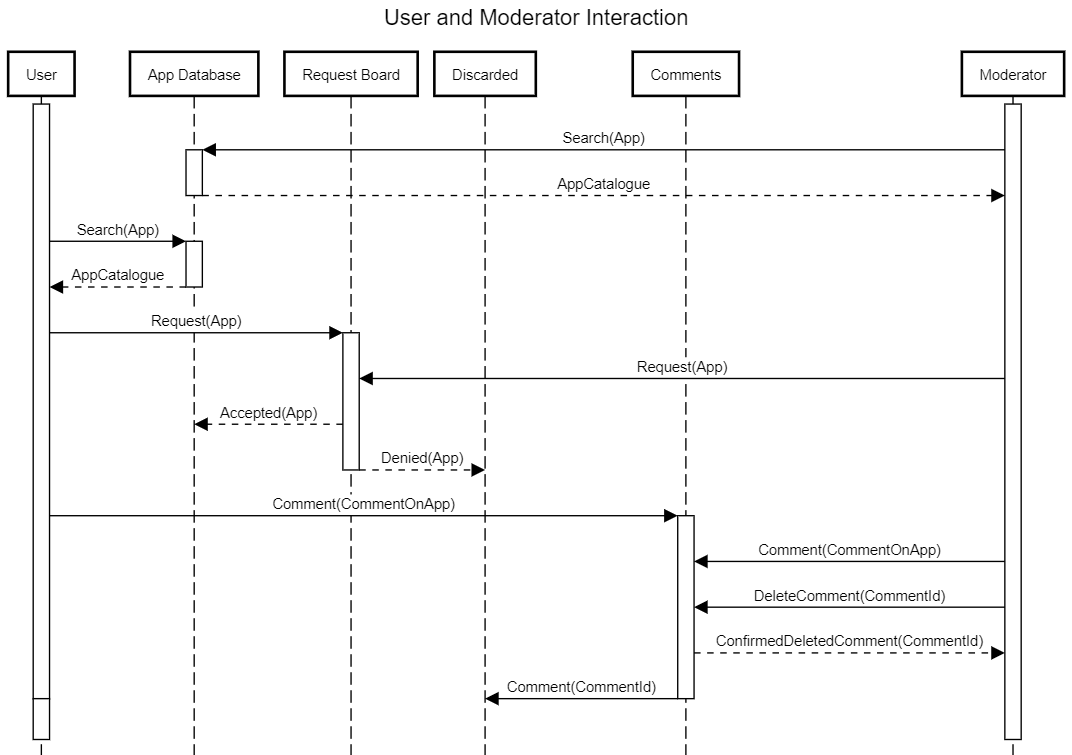 User and Moderator Interaction
User
App Database
Request Board
Discarded
Comments
Moderator
Search(App)
AppCatalogue
Search(App)
AppCatalogue
Request(App)
Request(App)
Accepted(App)
Denied(App)
Comment(CommentOnApp)
Comment(CommentOnApp)
DeleteComment(CommentId)
ConfirmedDeletedComment(CommentId)
Comment(CommentId)